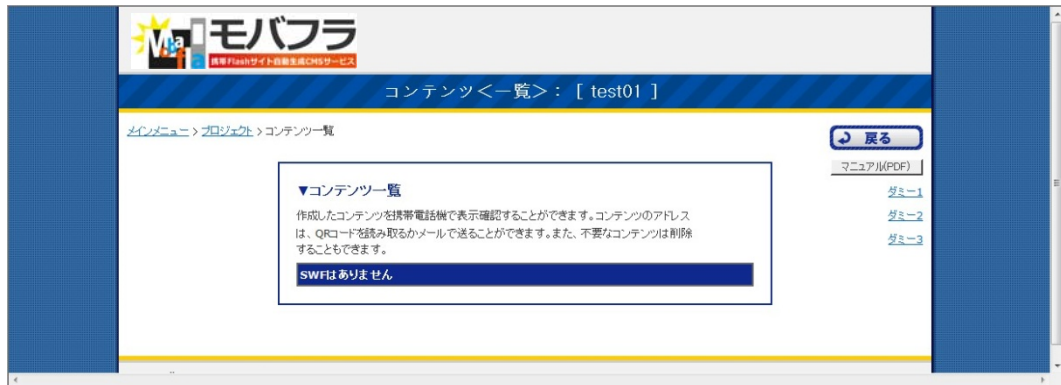 Mobafla
モバフラ
携帯Flashサイト自動生成CMSサービス
コンテンツ<一覧>： [ test01 ]
メインメニュー > プロジェクト > コンテンツ一覧
戻る
マニュアル(PDF)
ダミー1
ダミー2
ダミー3
▼コンテンツ一覧
作成したコンテンツを携帯電話機で表示確認することができます。コンテンツのアドレス
は、QRコードを読み取るかメールで送ることができます。また、不要なコンテンツは削除
することもできます。
SWFはありません